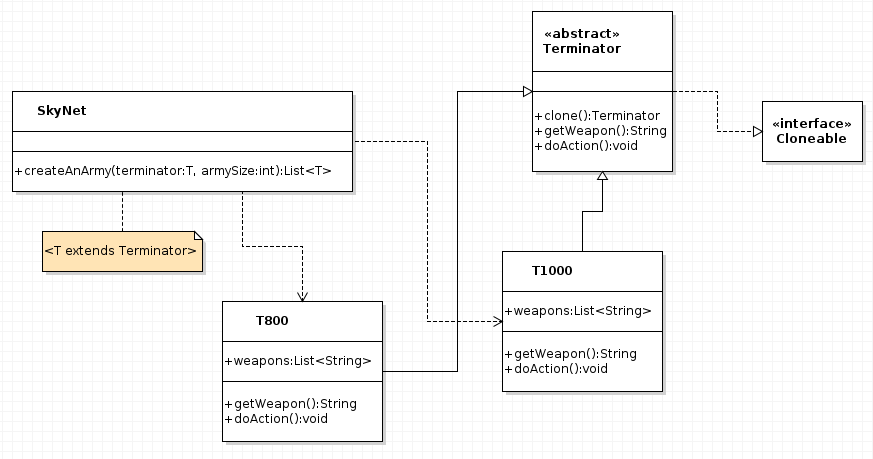 «abstract»
Terminator
+clone():Terminator
+getWeapon():String
+doAction():void
«interface»
Cloneable
SkyNet
+createAnArmy(terminator:T, armySize:int):List<T>
<T extends Terminator>
T800
+weapons:List<String>
+getWeapon():String
+doAction():void
T1000
+weapons:List<String>
+getWeapon():String
+doAction():void